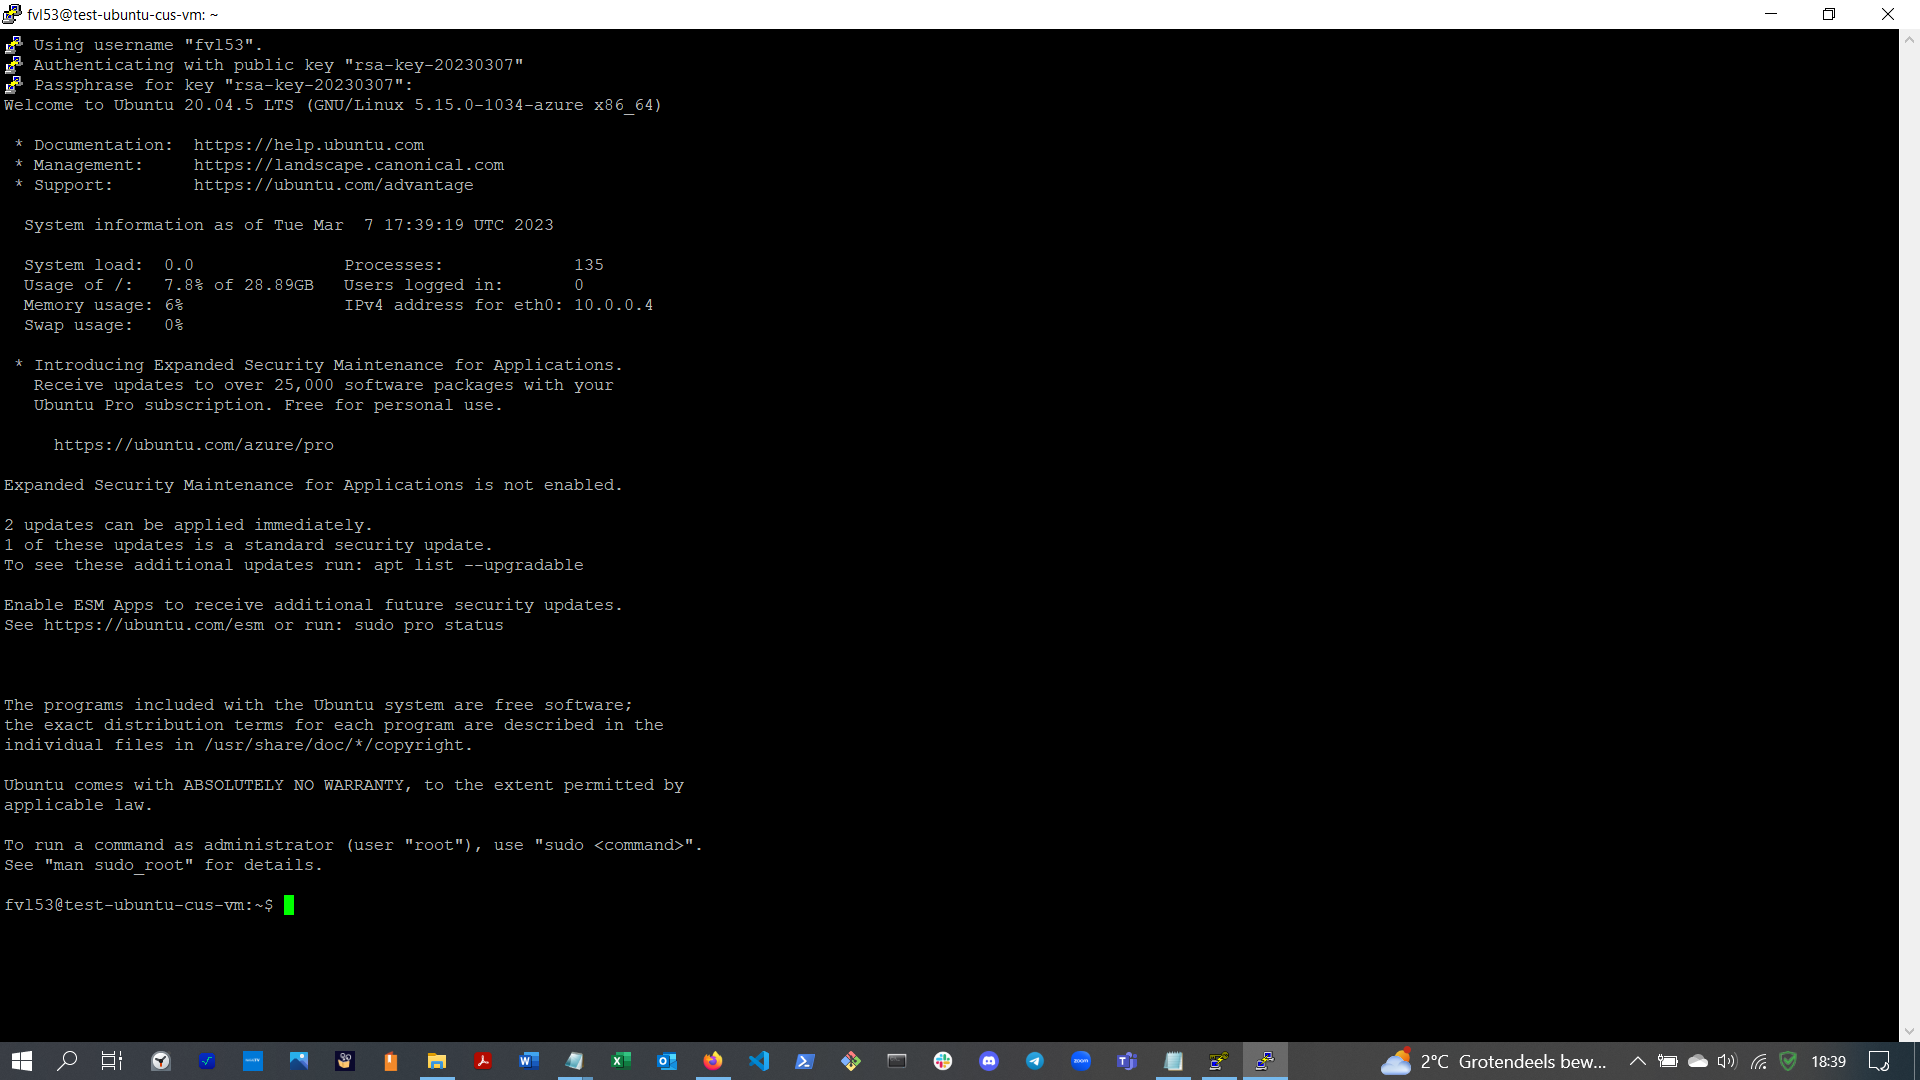 fvl53@test-ubuntu-cus-vm: ~
Using username "fvl53".
Authenticating with public key "rsa-key-20230307"
Passphrase for key "rsa-key-20230307":
Welcome to Ubuntu 20.04.5 LTS (GNU/Linux 5.15.0-1034-azure x86_64)
* Documentation:  https://help.ubuntu.com
* Management:     https://landscape.canonical.com
* Support:        https://ubuntu.com/advantage
System information as of Tue Mar  7 17:39:19 UTC 2023
System load:  0.0               Processes:             135
Usage of /:   7.8% of 28.89GB   Users logged in:       0
Memory usage: 6%                IPv4 address for eth0: 10.0.0.4
Swap usage:   0%
* Introducing Expanded Security Maintenance for Applications.
Receive updates to over 25,000 software packages with your
Ubuntu Pro subscription. Free for personal use.
https://ubuntu.com/azure/pro
Expanded Security Maintenance for Applications is not enabled.
2 updates can be applied immediately.
1 of these updates is a standard security update.
To see these additional updates run: apt list --upgradable
Enable ESM Apps to receive additional future security updates.
See https://ubuntu.com/esm or run: sudo pro status
The programs included with the Ubuntu system are free software;
the exact distribution terms for each program are described in the
individual files in /usr/share/doc/*/copyright.
Ubuntu comes with ABSOLUTELY NO WARRANTY, to the extent permitted by
applicable law.
To run a command as administrator (user "root"), use "sudo <command>".
See "man sudo_root" for details.
fvl53@test-ubuntu-cus-vm:~$
2°C Grotendeels bew... 18:39